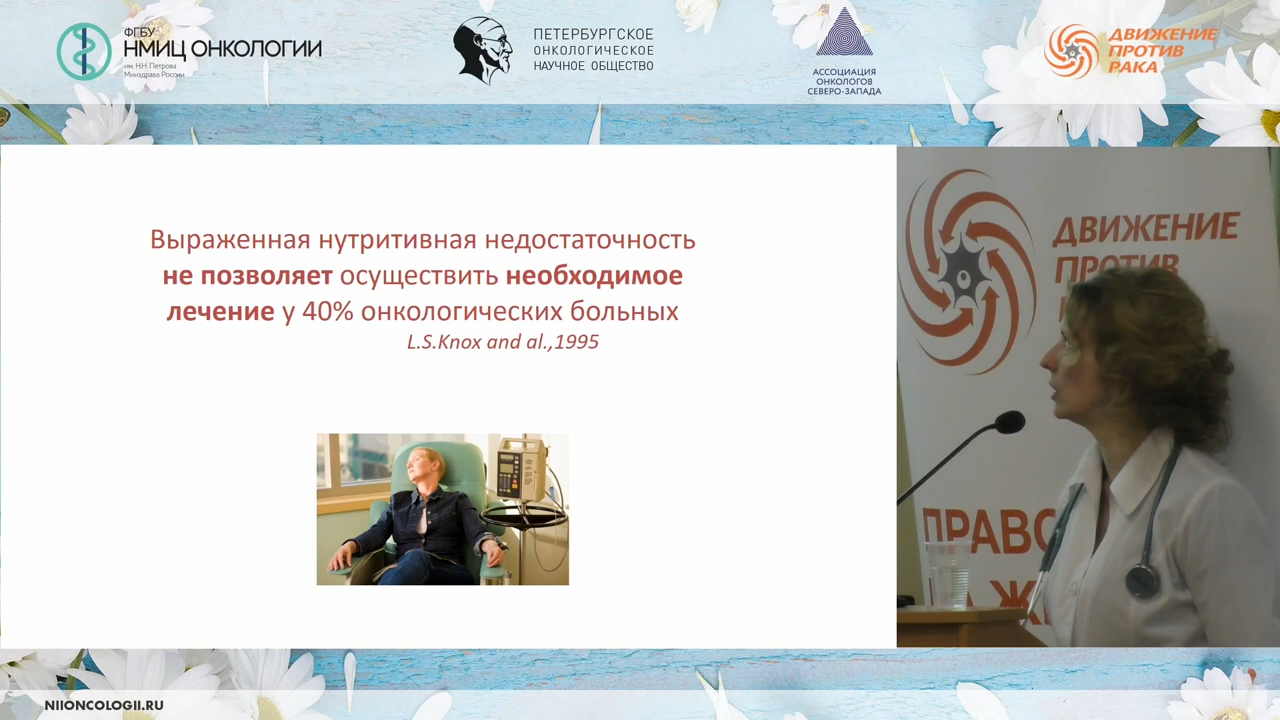 ФГБУ
НМИЦ ОНКОЛОГИИ
им. Н.Н. Петрова
Минздрава России
ПЕТЕРБУРГСКОЕ
ОНКОЛОГИЧЕСКОЕ
НАУЧНОЕ ОБЩЕСТВО
АССОЦИАЦИЯ
ОНКОЛОГОВ
СЕВЕРО-ЗАПАДА
ДВИЖЕНИЕ
ПРОТИВ
РАКА
Выраженная нутритивная недостаточность
не позволяет осуществить необходимое
лечение у 40% онкологических больных
L.S.Knox and al.,1995
ДВИЖЕНИЕ
ПРОТИВ
ПРАВО
NIIONCOLOGII.RU